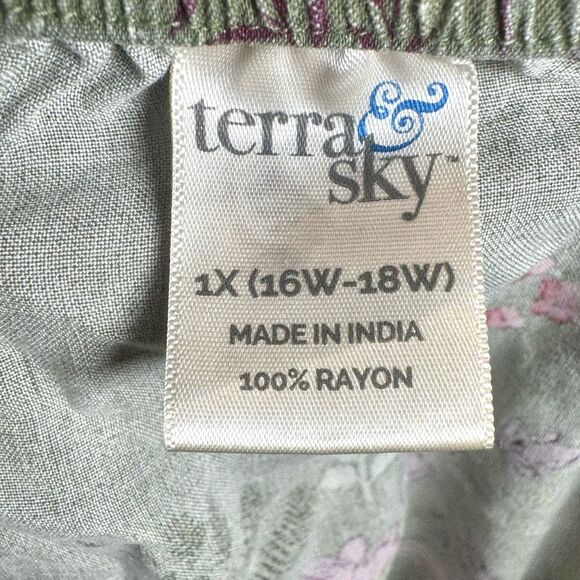 terra &
sky™
1X (16W-18W)
MADE IN INDIA
100% RAYON